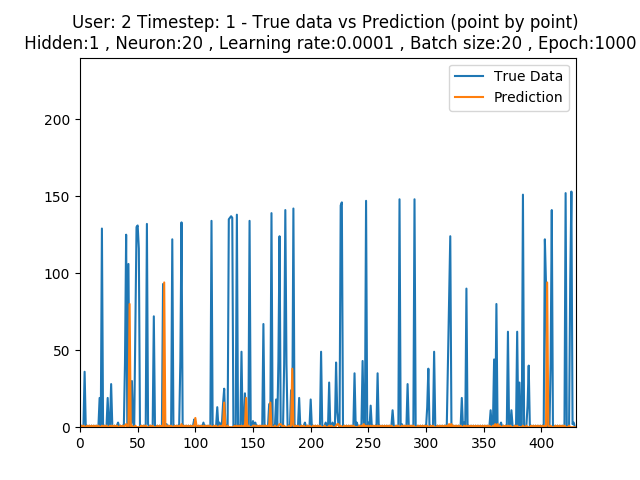 User: 2 Timestep: 1 - True data vs Prediction (point by point)
Hidden:1 , Neuron:20 , Learning rate:0.0001 , Batch size:20 , Epoch:1000
True Data
Prediction
200
150
100
50
0
0 50 100 150 200 250 300 350 400